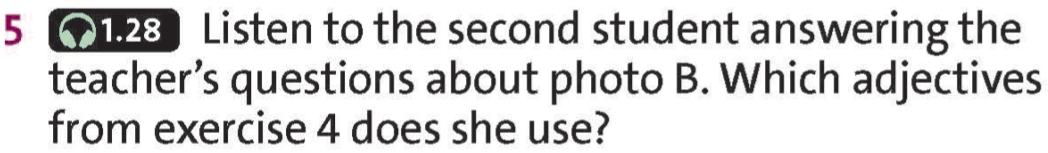 5 1.28 Listen to the second student answering the
teacher's questions about photo B. Which adjectives
from exercise 4 does she use?